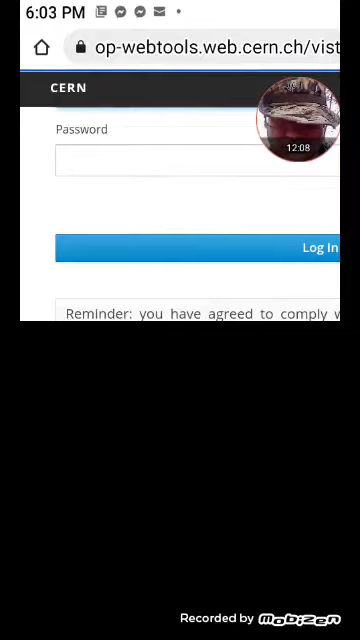 6:03 PM
op-webtools.web.cern.ch/vist
CERN
12:08
Password
Log In
Reminder: you have agreed to comply w
Recorded by mobizen